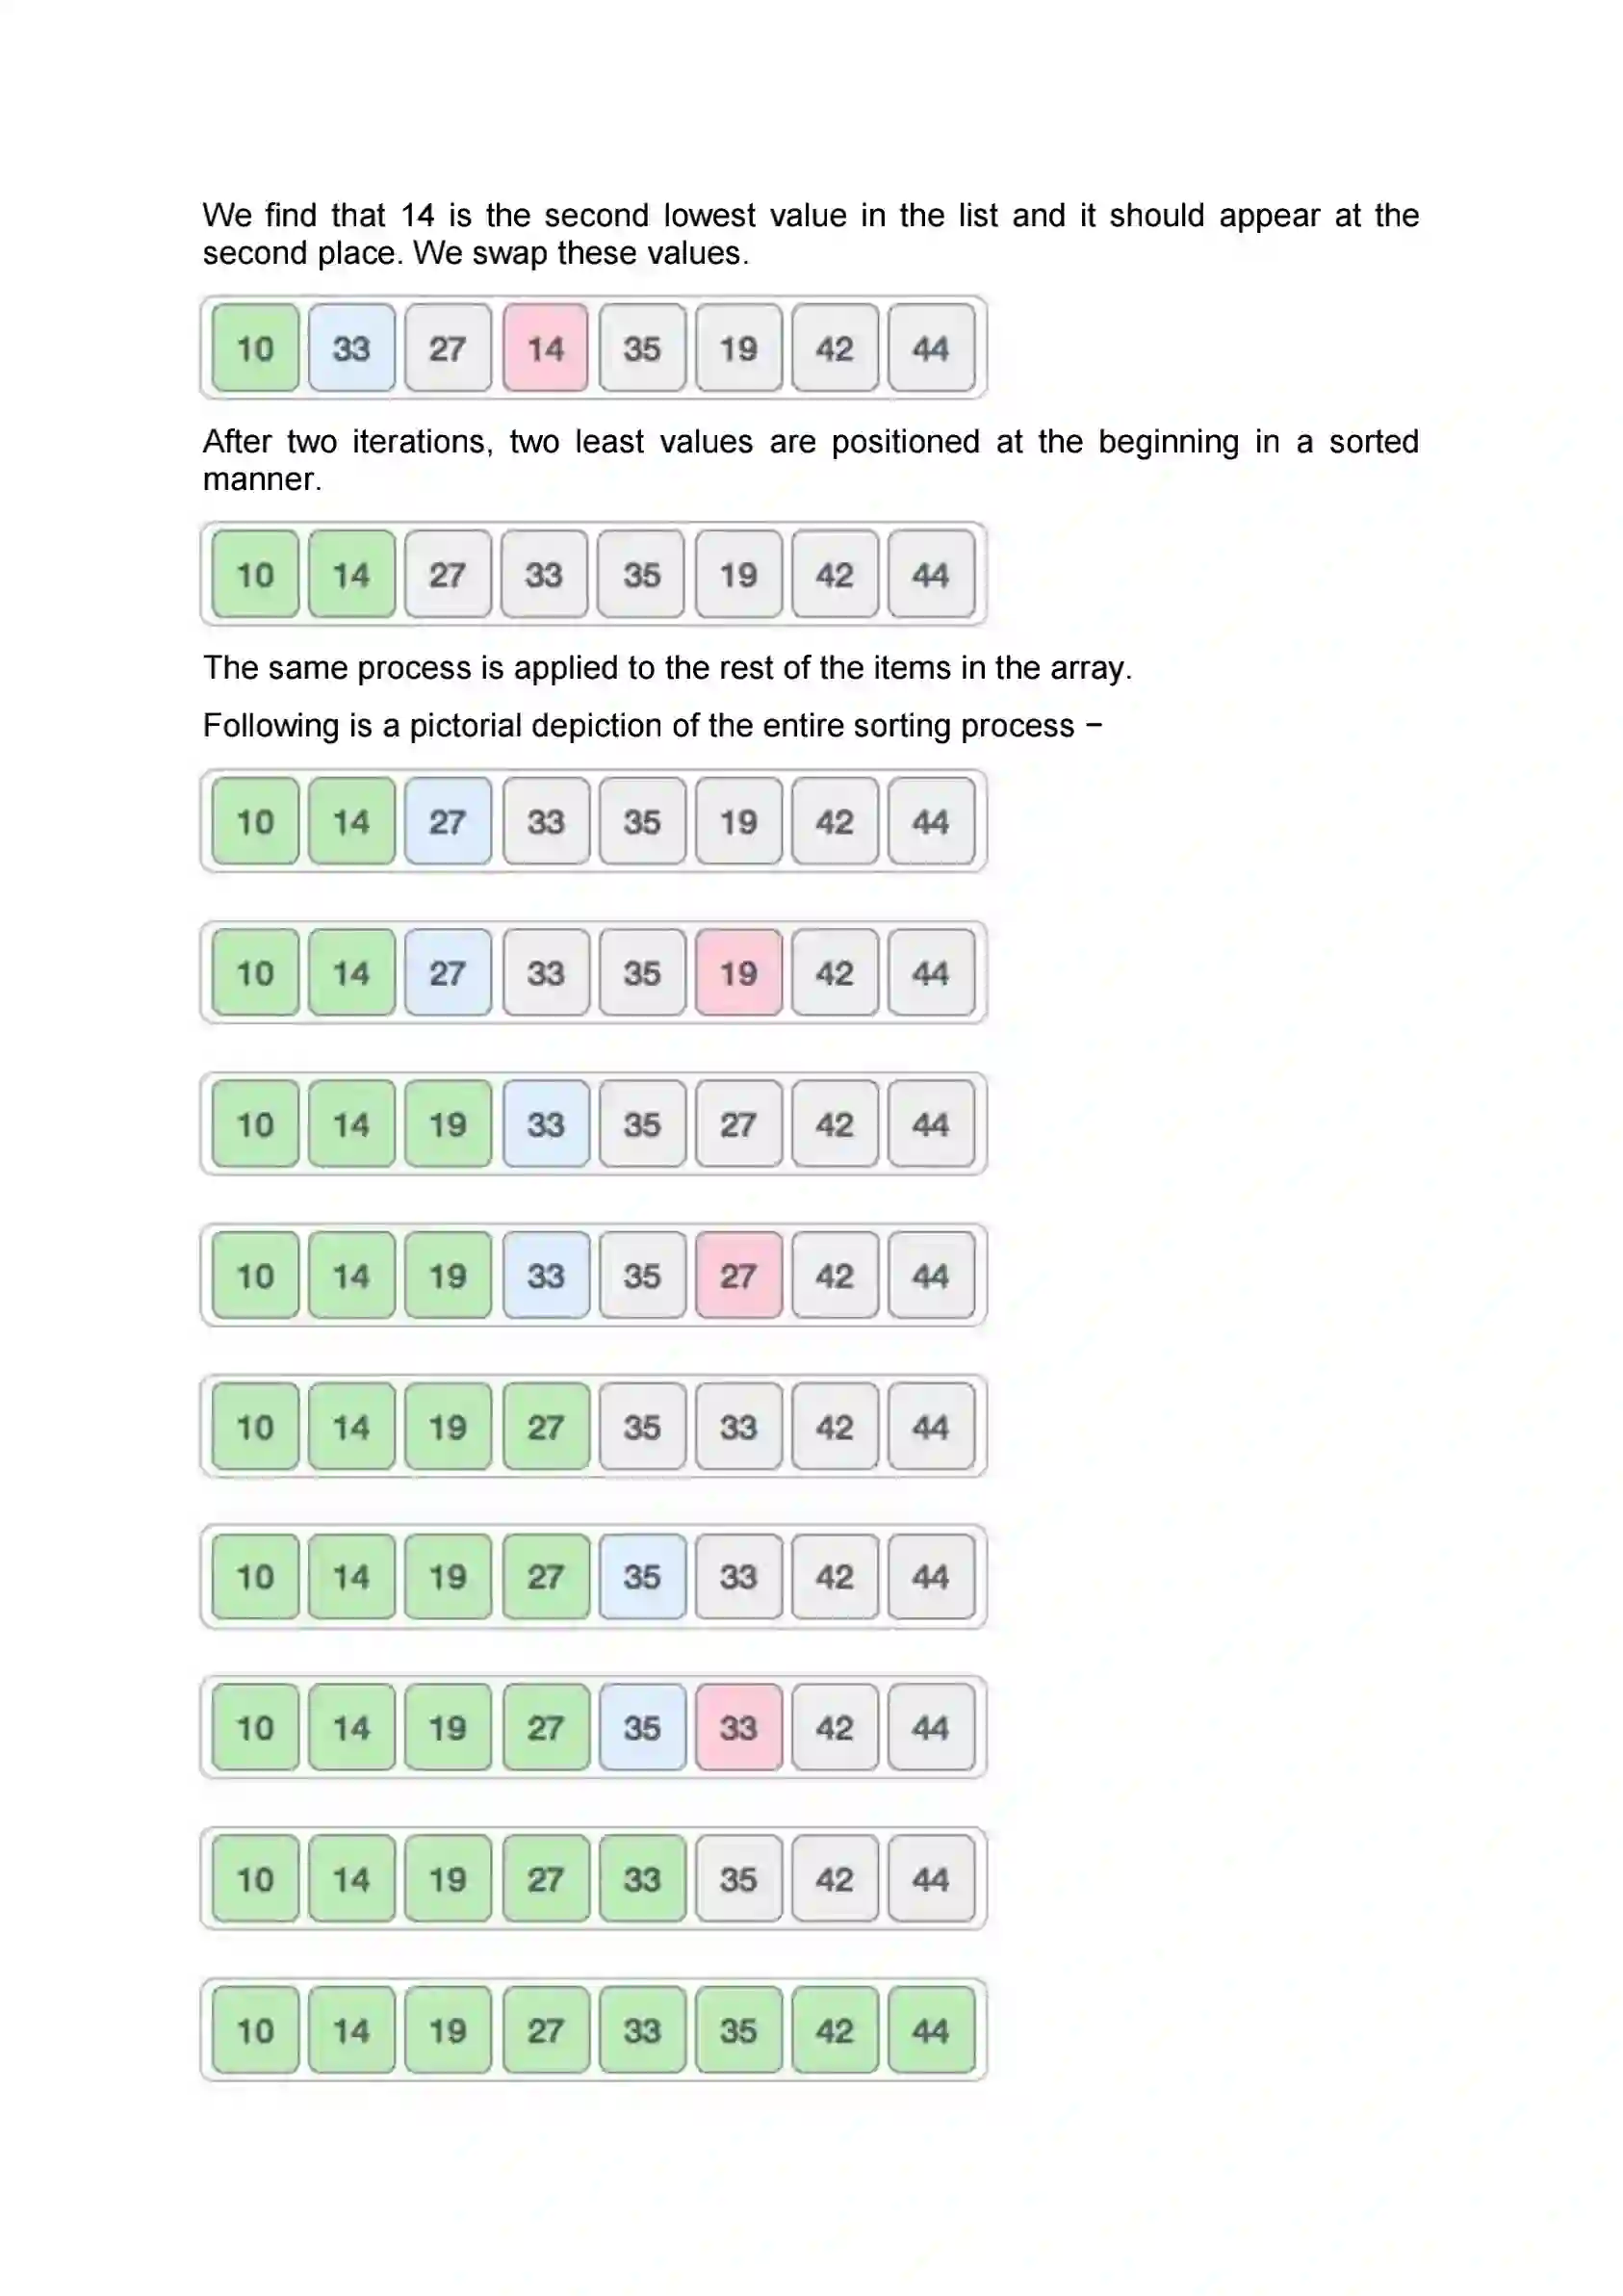 We find that 14 is the second lowest value in the list and it should appear at the
second place. We swap these values.
10 33 27 14 35 19 42 44
After two iterations, two least values are positioned at the beginning in a sorted
manner.
10 14 27 33 35 19 42 44
The same process is applied to the rest of the items in the array.
Following is a pictorial depiction of the entire sorting process −
10 14 27 33 35 19 42 44
10 14 27 33 35 19 42 44
10 14 19 33 35 27 42 44
10 14 19 33 35 27 42 44
10 14 19 27 35 33 42 44
10 14 19 27 35 33 42 44
10 14 19 27 35 33 42 44
10 14 19 27 33 35 42 44
10 14 19 27 33 35 42 44